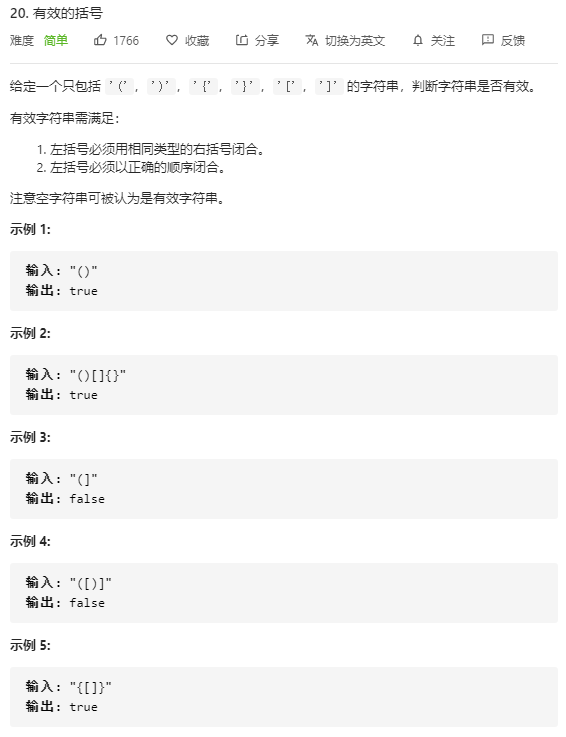 20. 有效的括号
难度 简单 1766 收藏 分享 切换为英文 关注 反馈
给定一个只包括 '(', ')', '{', '}', '[', ']' 的字符串，判断字符串是否有效。
有效字符串需满足：
1. 左括号必须用相同类型的右括号闭合。
2. 左括号必须以正确的顺序闭合。
注意空字符串可被认为是有效字符串。
示例 1:
输入: "()"
输出: true
示例 2:
输入: "()[]{}"
输出: true
示例 3:
输入: "(]"
输出: false
示例 4:
输入: "([)]"
输出: false
示例 5:
输入: "{[]}"
输出: true